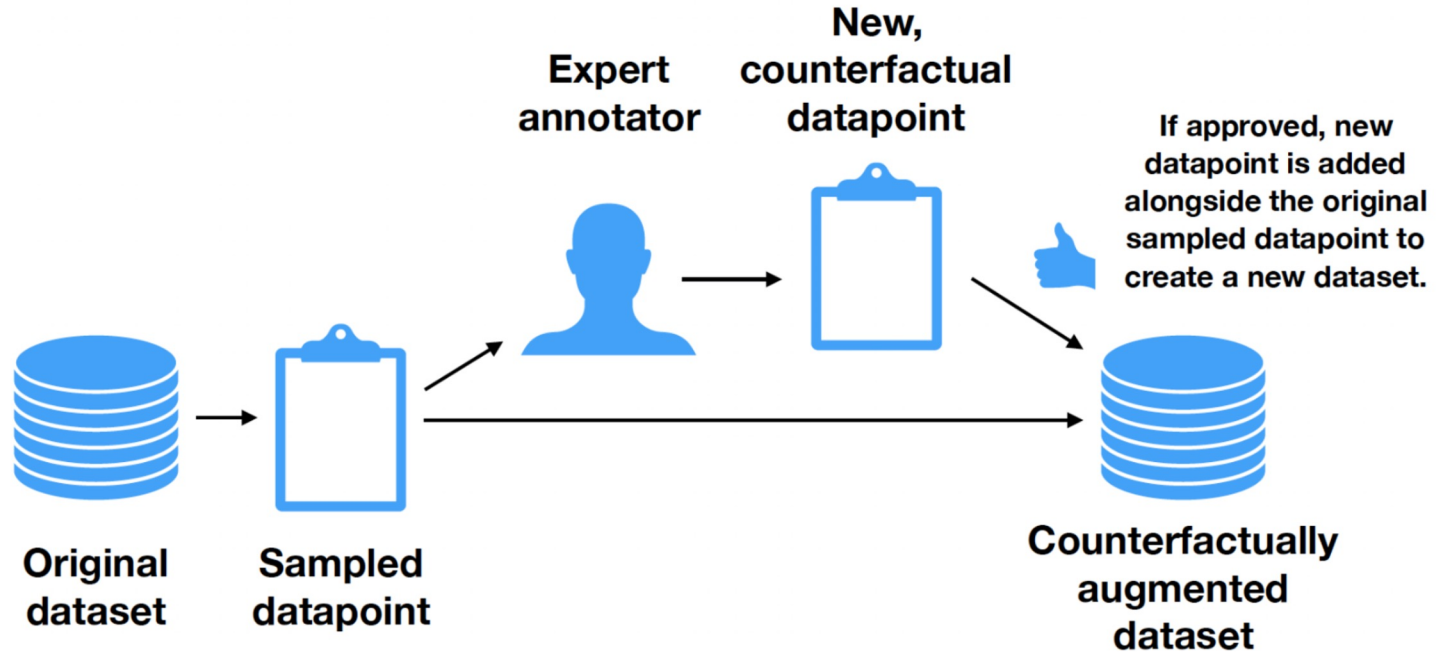 Original
dataset
Sampled
datapoint
Expert
annotator
New,
counterfactual
datapoint
If approved, new
datapoint is added
alongside the original
sampled datapoint to
create a new dataset.
Counterfactually
augmented
dataset